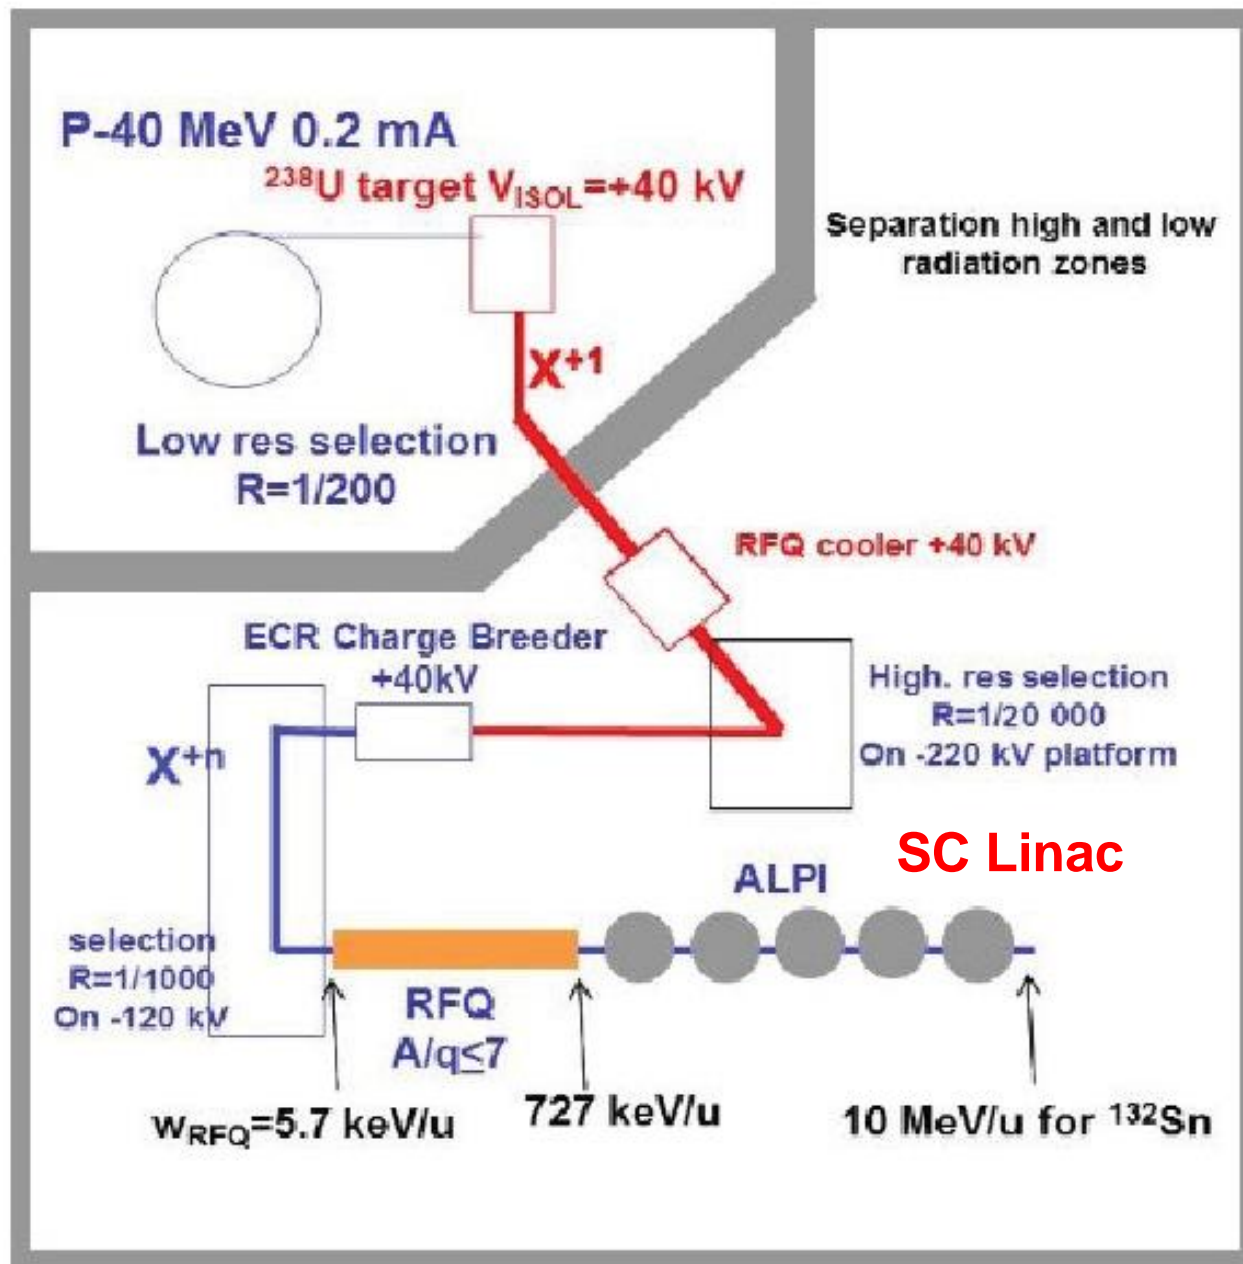 P-40 MeV 0.2 mA
²³⁸U target V_ISOL=+40 kV
Separation high and low
radiation zones
X⁺¹
Low res selection
R=1/200
RFQ cooler +40 kV
ECR Charge Breeder
+40kV
High. res selection
R=1/20 000
On -220 kV platform
X⁺ⁿ
SC Linac
ALPI
selection
R=1/1000
On -120 kV
RFQ
A/q≤7
w_RFQ=5.7 keV/u
727 keV/u
10 MeV/u for ¹³²Sn